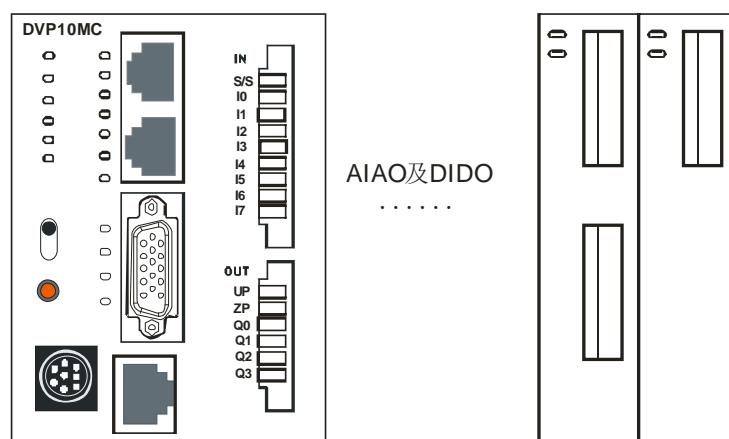 DVP10MC
IN
S/S
I0
I1
I2
I3
I4
I5
I6
I7
OUT
UP
ZP
Q0
Q1
Q2
Q3
AIAO及DIDO
......